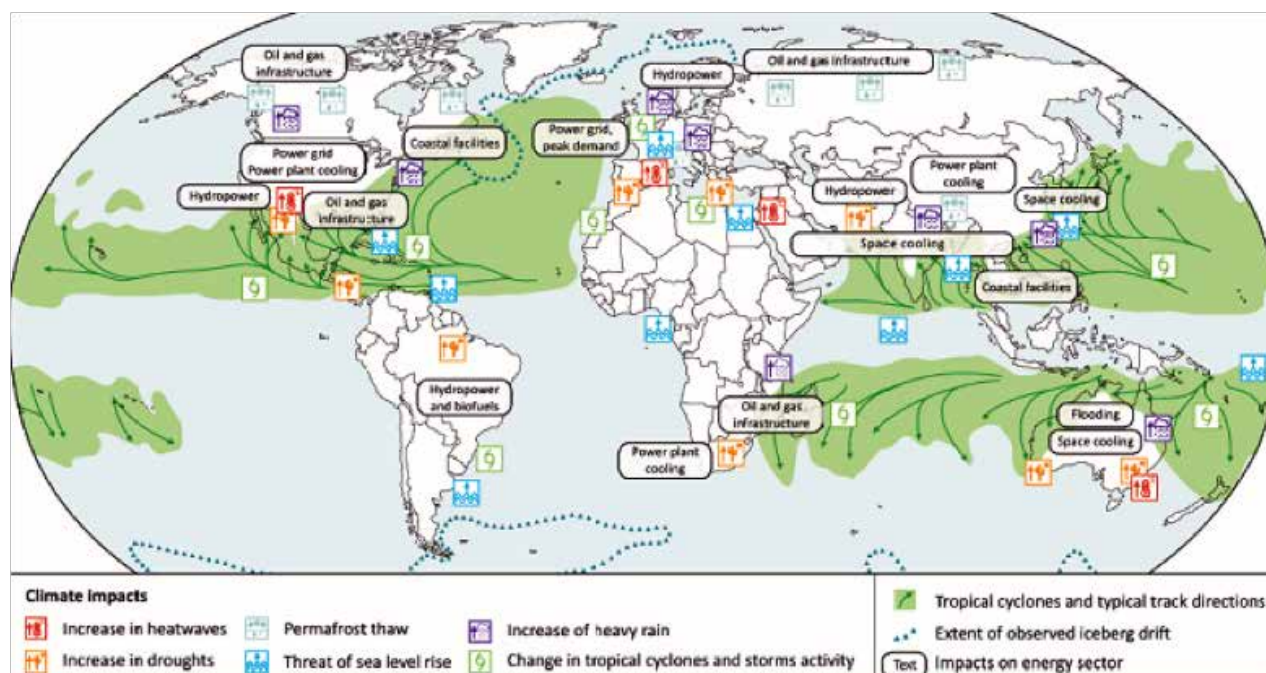 Oil and gas
infrastructure
Hydropower
Oil and gas infrastructure
Power grid
Power plant cooling
Coastal facilities
Power grid,
peak demand
Hydropower
Oil and gas
infrastructure
Hydropower
Power plant
cooling
Space cooling
Space cooling
Coastal facilities
Hydropower
and biofuels
Oil and gas
infrastructure
Power plant
cooling
Flooding
Space cooling
Climate impacts
Increase in heatwaves
Permafrost thaw
Increase of heavy rain
Increase in droughts
Threat of sea level rise
Change in tropical cyclones and storms activity
Tropical cyclones and typical track directions
Extent of observed iceberg drift
Text
Impacts on energy sector